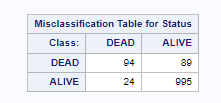 Misclassification Table for Status
Class: DEAD ALIVE
DEAD 94 89
ALIVE 24 995